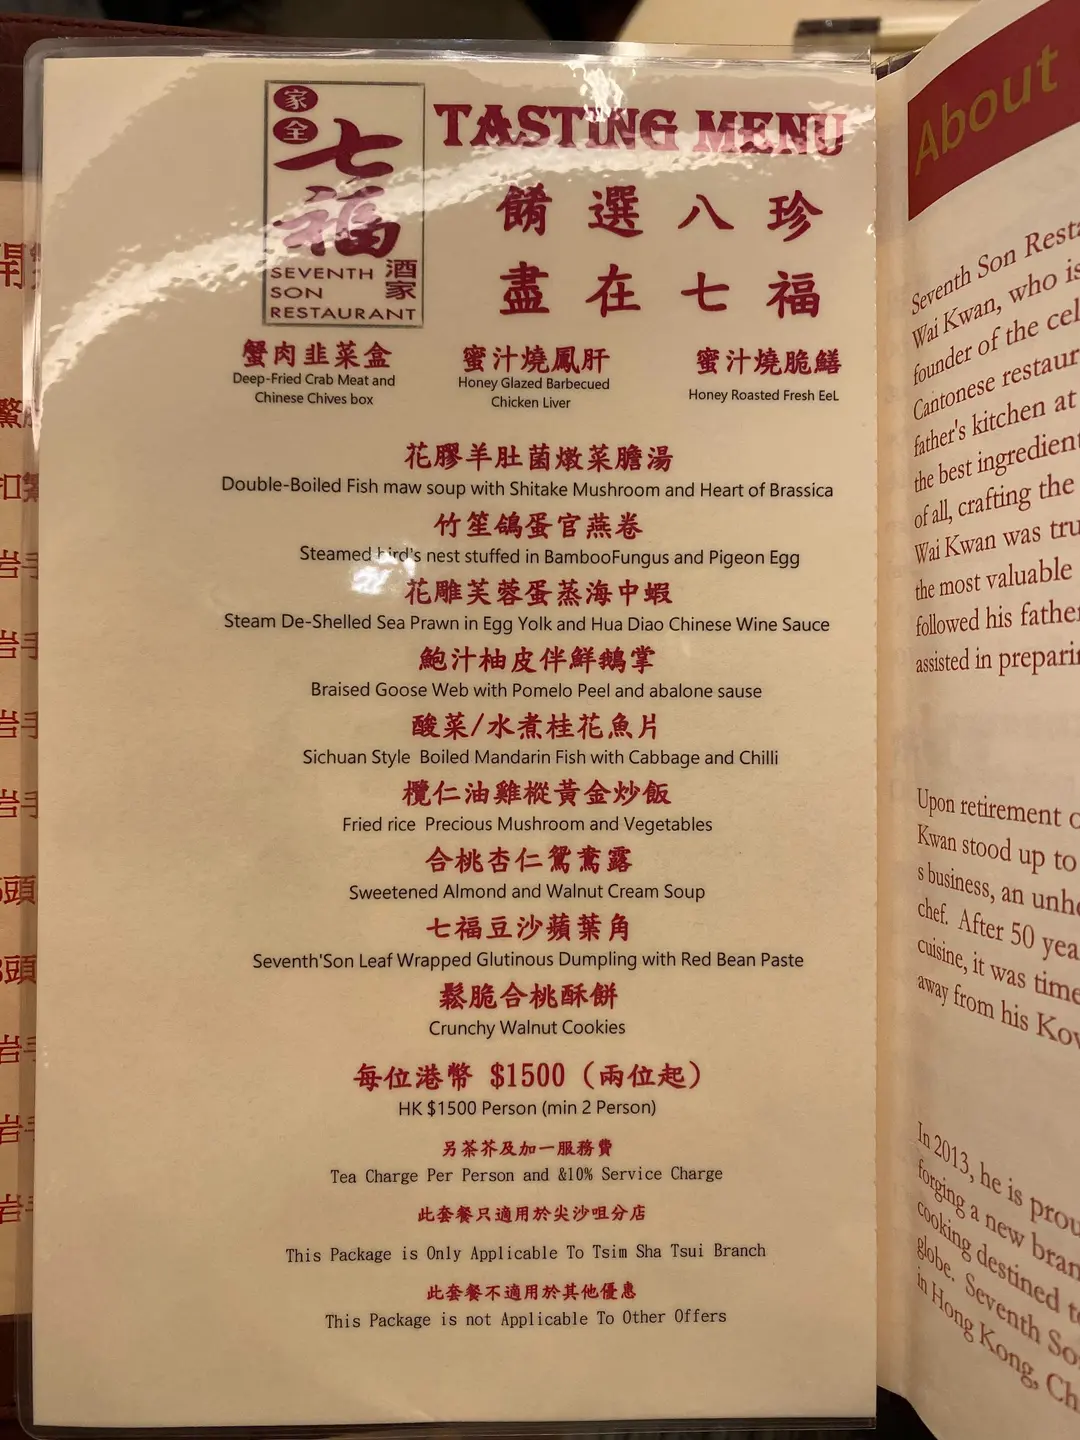 家全
七福
酒家
SEVENTH
SON
RESTAURANT
TASTING MENU
餚選八珍
盡在七福
蟹肉韭菜盒
Deep-Fried Crab Meat and
Chinese Chives box
蜜汁燒鳳肝
Honey Glazed Barbecued
Chicken Liver
蜜汁燒脆鱔
Honey Roasted Fresh EeL
花膠羊肚菌燉菜膽湯
Double-Boiled Fish maw soup with Shitake Mushroom and Heart of Brassica
竹笙鴿蛋官燕卷
Steamed bird's nest stuffed in BambooFungus and Pigeon Egg
花雕芙蓉蛋蒸海中蝦
Steam De-Shelled Sea Prawn in Egg Yolk and Hua Diao Chinese Wine Sauce
鮑汁柚皮伴鮮鵝掌
Braised Goose Web with Pomelo Peel and abalone sause
酸菜/水煮桂花魚片
Sichuan Style Boiled Mandarin Fish with Cabbage and Chilli
欖仁油雞樅黃金炒飯
Fried rice Precious Mushroom and Vegetables
合桃杏仁鴛鴦露
Sweetened Almond and Walnut Cream Soup
七福豆沙蘋葉角
Seventh'Son Leaf Wrapped Glutinous Dumpling with Red Bean Paste
鬆脆合桃酥餅
Crunchy Walnut Cookies
每位港幣 $1500 (兩位起)
HK $1500 Person (min 2 Person)
另茶芥及加一服務費
Tea Charge Per Person and &10% Service Charge
此套餐只適用於尖沙咀分店
This Package is Only Applicable To Tsim Sha Tsui Branch
此套餐不適用於其他優惠
This Package is not Applicable To Other Offers
About
Seventh Son Resta
Wai Kwan, who is
founder of the cel
Cantonese restaur
father's kitchen at
the best ingredient
of all, crafting the
Wai Kwan was tru
the most valuable
followed his father
assisted in preparin
Upon retirement o
Kwan stood up to
s business, an unh
chef. After 50 yea
cuisine, it was time
away from his Kov
In 2013, he is prou
forging a new bran
cooking destined t
globe. Seventh So
in Hong Kong, Ch